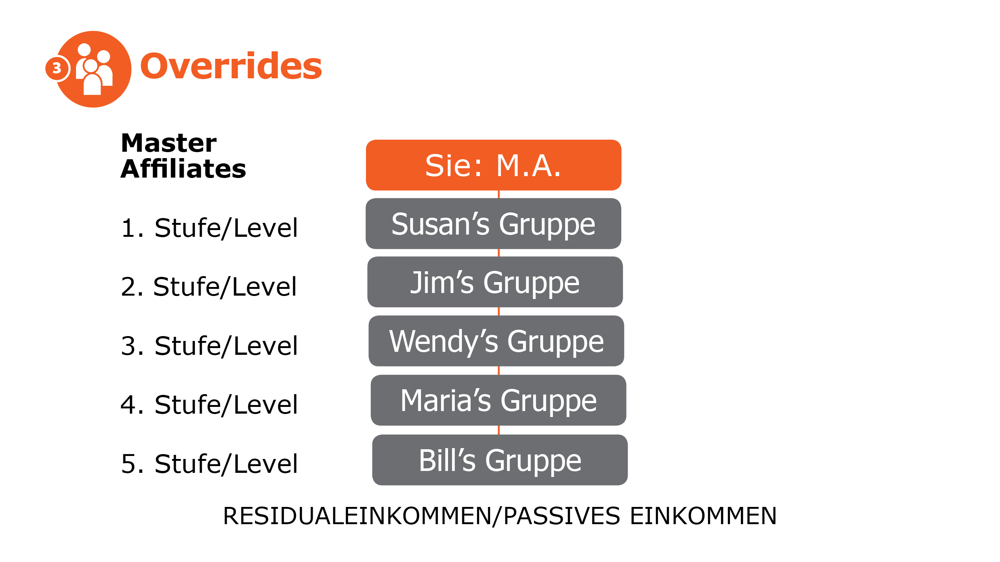 3
Overrides
Master
Affiliates
Sie: M.A.
1. Stufe/Level
Susan’s Gruppe
2. Stufe/Level
Jim’s Gruppe
3. Stufe/Level
Wendy’s Gruppe
4. Stufe/Level
Maria’s Gruppe
5. Stufe/Level
Bill’s Gruppe
RESIDUALEINKOMMEN/PASSIVES EINKOMMEN